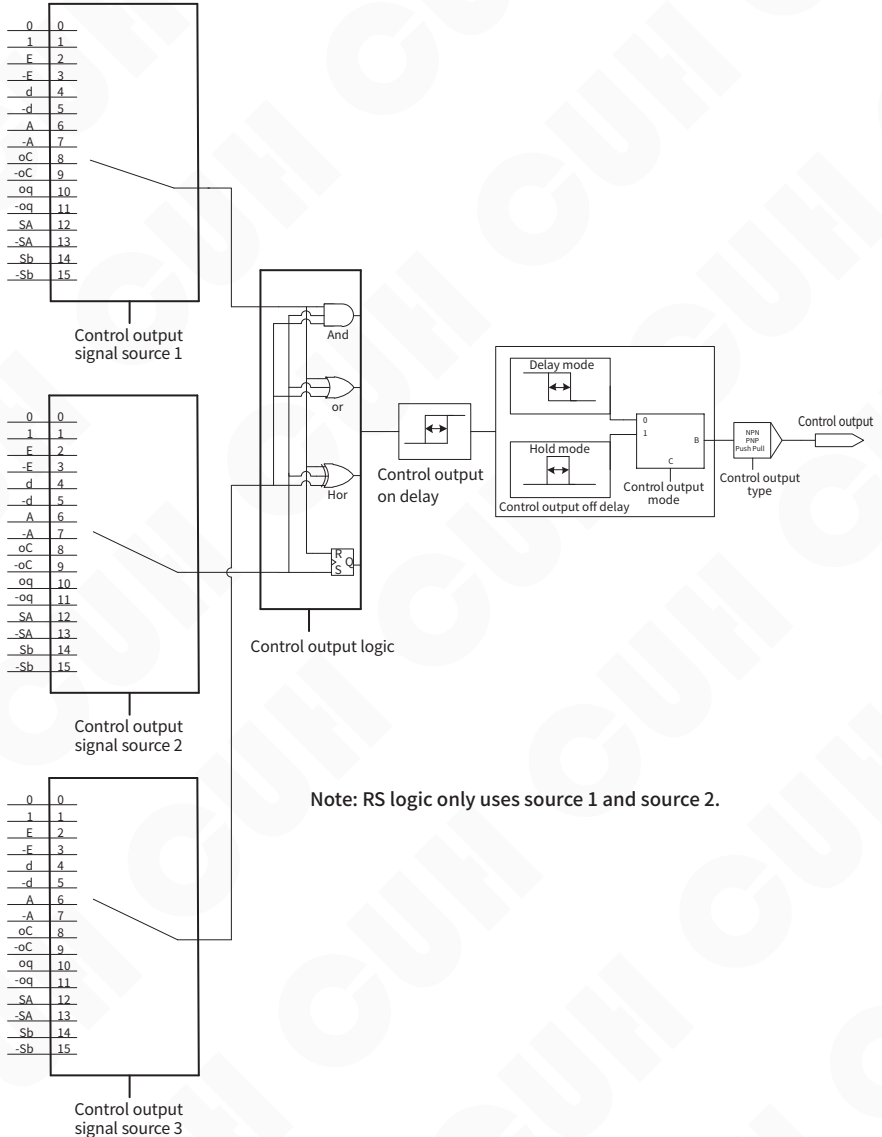 0 0
1 1
E 2
-E 3
d 4
-d 5
A 6
-A 7
oC 8
-oC 9
oq 10
-oq 11
SA 12
-SA 13
Sb 14
-Sb 15
Control output
signal source 1
0 0
1 1
E 2
-E 3
d 4
-d 5
A 6
-A 7
oC 8
-oC 9
oq 10
-oq 11
SA 12
-SA 13
Sb 14
-Sb 15
Control output
signal source 2
0 0
1 1
E 2
-E 3
d 4
-d 5
A 6
-A 7
oC 8
-oC 9
oq 10
-oq 11
SA 12
-SA 13
Sb 14
-Sb 15
Control output
signal source 3
And
or
Hor
R
S
Q
Control output logic
Control output
on delay
Delay mode
Hold mode
Control output off delay
0
1
B
C
Control output
mode
NPN
PNP
Push Pull
Control output
type
Control output
Note: RS logic only uses source 1 and source 2.
CUH